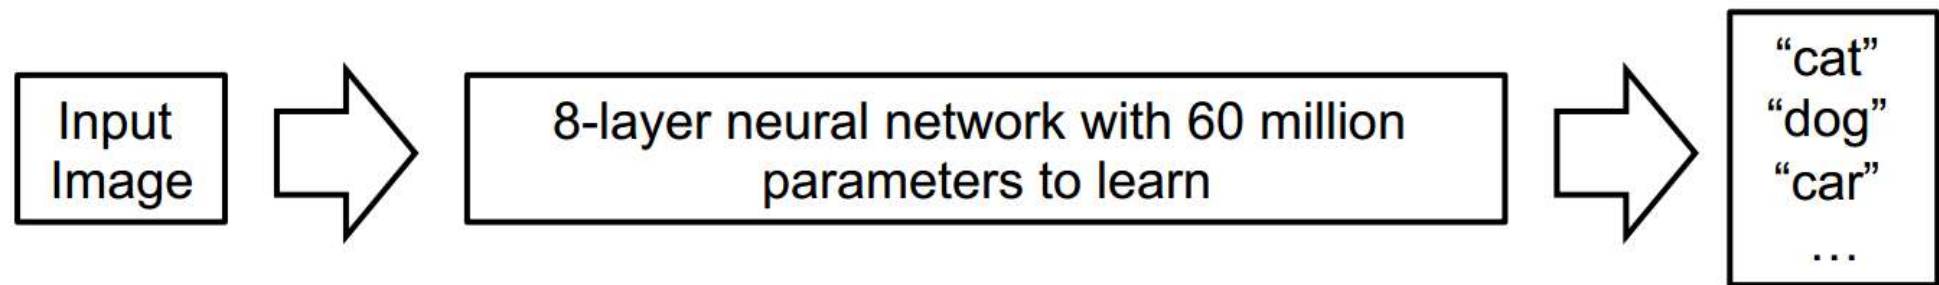 Input
Image
8-layer neural network with 60 million
parameters to learn
“cat”
“dog”
“car”
…